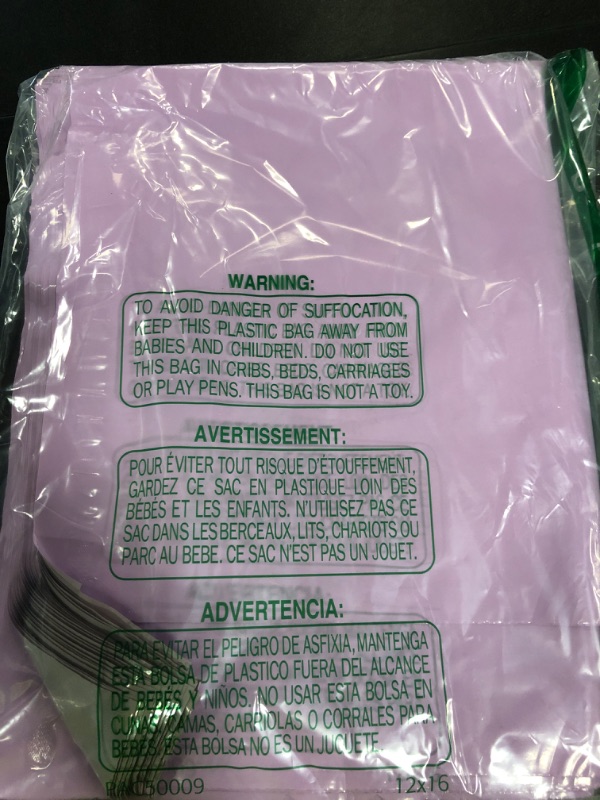 WARNING:
TO AVOID DANGER OF SUFFOCATION,
KEEP THIS PLASTIC BAG AWAY FROM
BABIES AND CHILDREN. DO NOT USE
THIS BAG IN CRIBS, BEDS, CARRIAGES
OR PLAY PENS. THIS BAG IS NOT A TOY.
AVERTISSEMENT:
POUR ÉVITER TOUT RISQUE D'ÉTOUFFEMENT,
GARDEZ CE SAC EN PLASTIQUE LOIN DES
BÉBÉS ET LES ENFANTS. N'UTILISEZ PAS CE
SAC DANS LES BERCEAUX, LITS, CHARIOTS OU
PARC AU BEBE. CE SAC N'EST PAS UN JOUET.
ADVERTENCIA:
PARA EVITAR EL PELIGRO DE ASFIXIA, MANTENGA
ESTA BOLSA DE PLASTICO FUERA DEL ALCANCE
DE BEBÉS Y NIÑOS. NO USAR ESTA BOLSA EN
CUNAS, CAMAS, CARRIOLAS O CORRALES PARA
BEBES. ESTA BOLSA NO ES UN JUGUETE.
12x16